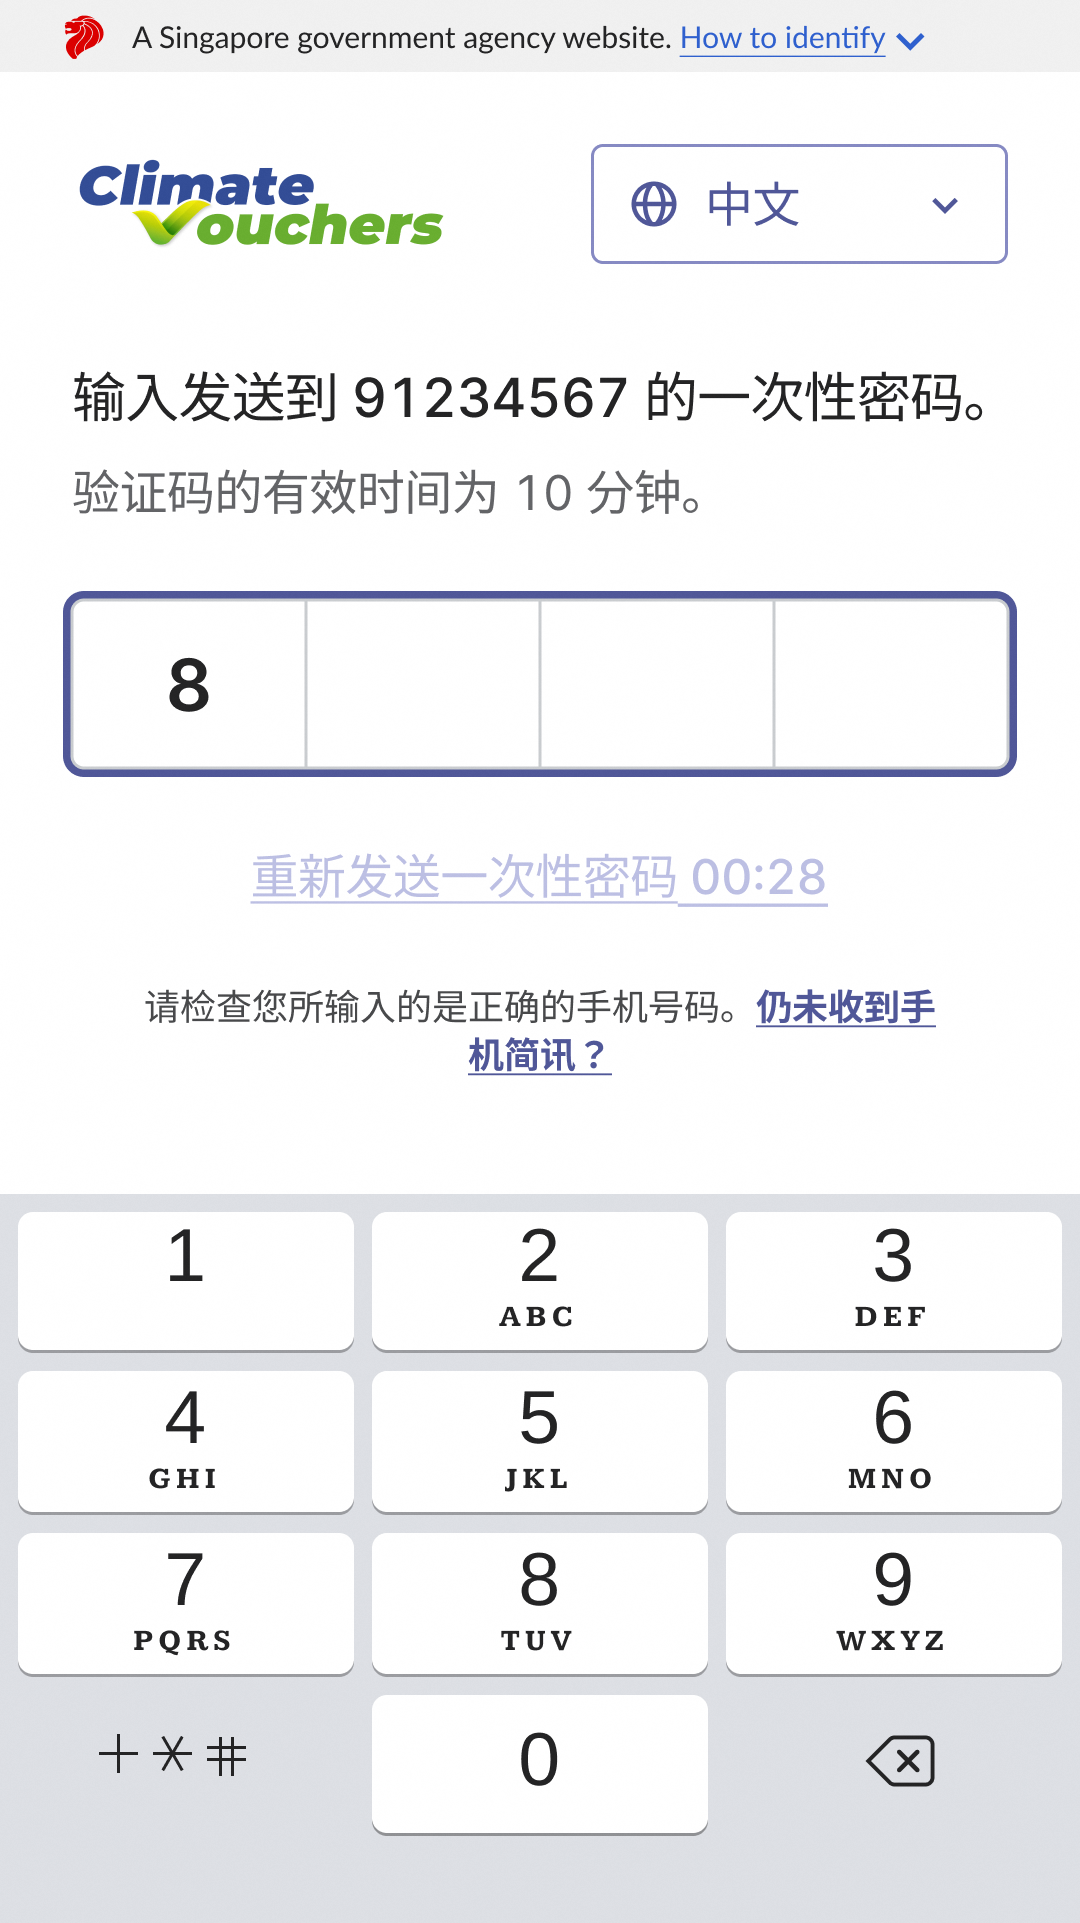 A Singapore government agency website. How to identify
Climate
Vouchers
中文
输入发送到 91234567 的一次性密码。
验证码的有效时间为 10 分钟。
8
重新发送一次性密码 00:28
请检查您所输入的是正确的手机号码。仍未收到手
机简讯？
1 2 3
ABC DEF
4 5 6
GHI JKL MNO
7 8 9
PQRS TUV WXYZ
+*# 0